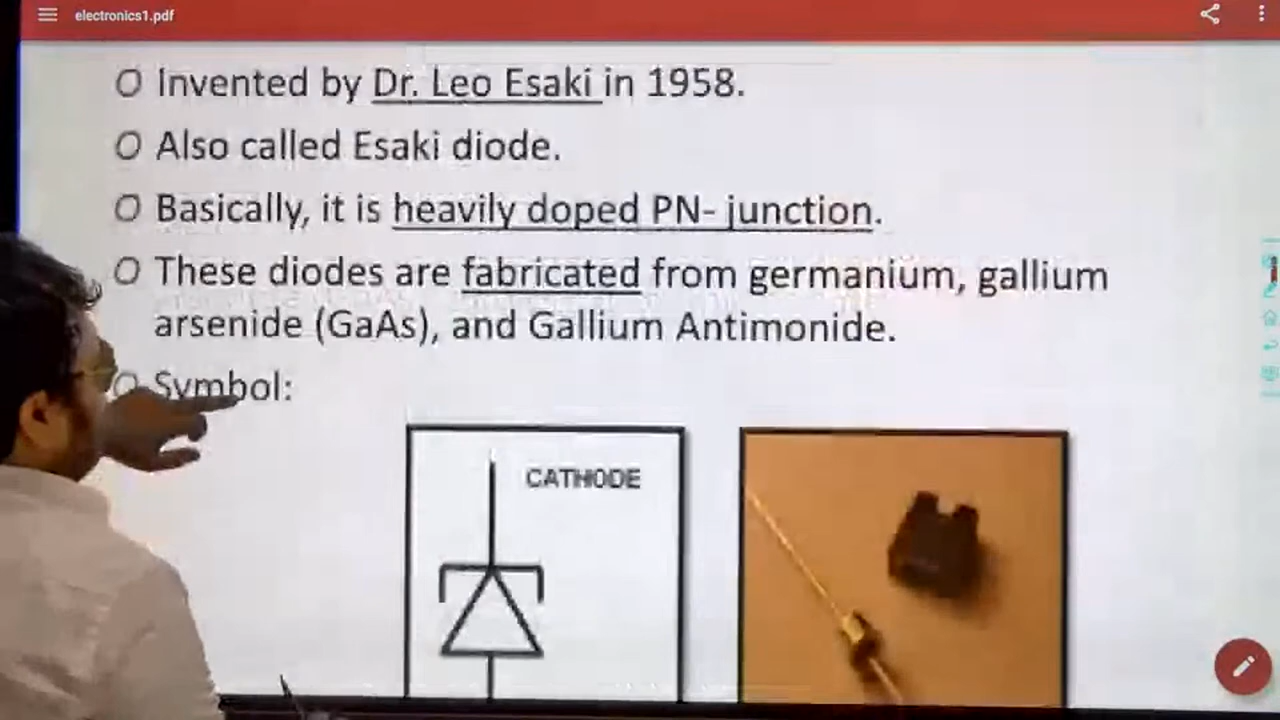 electronics1.pdf
O Invented by Dr. Leo Esaki in 1958.
O Also called Esaki diode.
O Basically, it is heavily doped PN- junction.
O These diodes are fabricated from germanium, gallium
arsenide (GaAs), and Gallium Antimonide.
O Symbol:
CATHODE